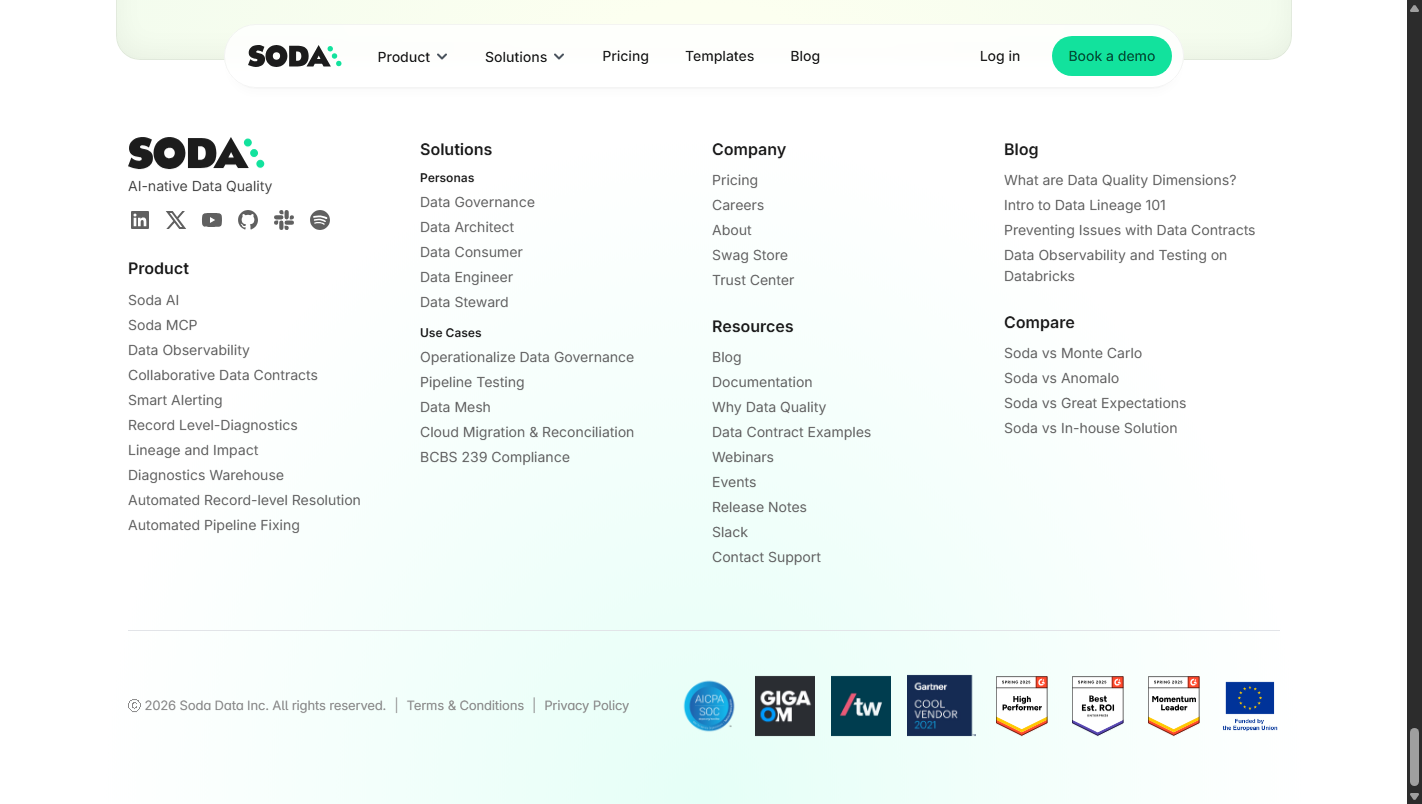 SODA
Product
Solutions
Pricing
Templates
Blog
Log in
Book a demo
SODA
AI-native Data Quality
Product
Soda AI
Soda MCP
Data Observability
Collaborative Data Contracts
Smart Alerting
Record Level-Diagnostics
Lineage and Impact
Diagnostics Warehouse
Automated Record-level Resolution
Automated Pipeline Fixing
Solutions
Personas
Data Governance
Data Architect
Data Consumer
Data Engineer
Data Steward
Use Cases
Operationalize Data Governance
Pipeline Testing
Data Mesh
Cloud Migration & Reconciliation
BCBS 239 Compliance
Company
Pricing
Careers
About
Swag Store
Trust Center
Resources
Blog
Documentation
Why Data Quality
Data Contract Examples
Webinars
Events
Release Notes
Slack
Contact Support
Blog
What are Data Quality Dimensions?
Intro to Data Lineage 101
Preventing Issues with Data Contracts
Data Observability and Testing on
Databricks
Compare
Soda vs Monte Carlo
Soda vs Anomalo
Soda vs Great Expectations
Soda vs In-house Solution
© 2026 Soda Data Inc. All rights reserved. | Terms & Conditions | Privacy Policy
AICPA
SOC
GIGA
OM
/tw
Gartner
COOL
VENDOR
2021
SPRING 2025
High
Performer
SPRING 2025
Best
Est. ROI
ENTERPRISE
SPRING 2025
Momentum
Leader
Funded by
the European Union